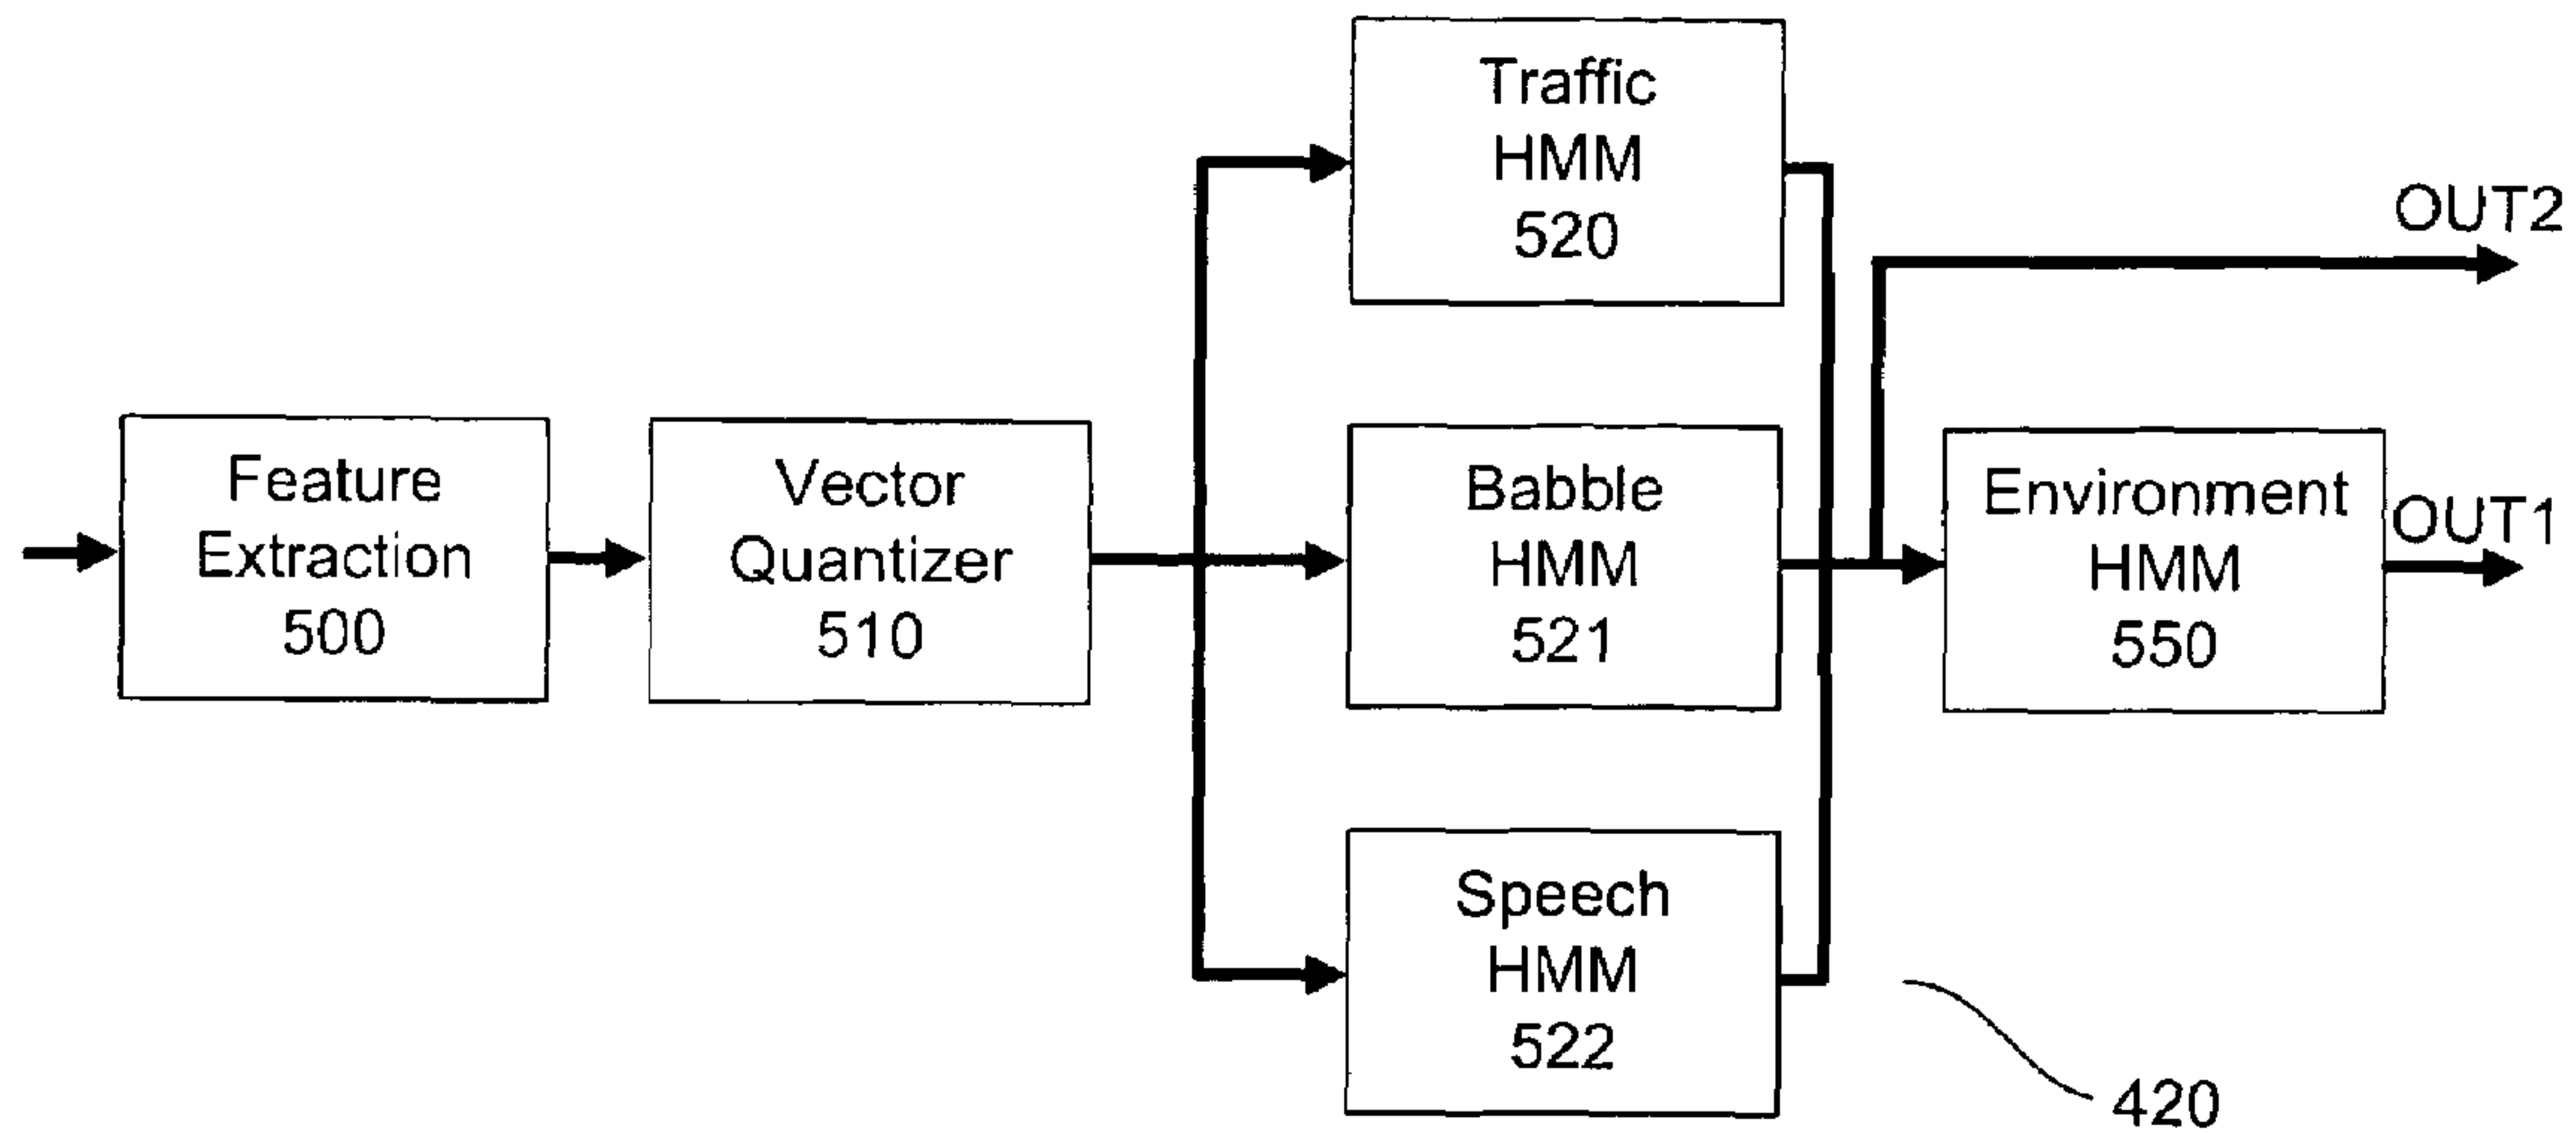 Traffic
HMM
520
OUT2
Feature
Extraction
500
Vector
Quantizer
510
Babble
HMM
521
Environment
HMM
550
OUT1
Speech
HMM
522
420